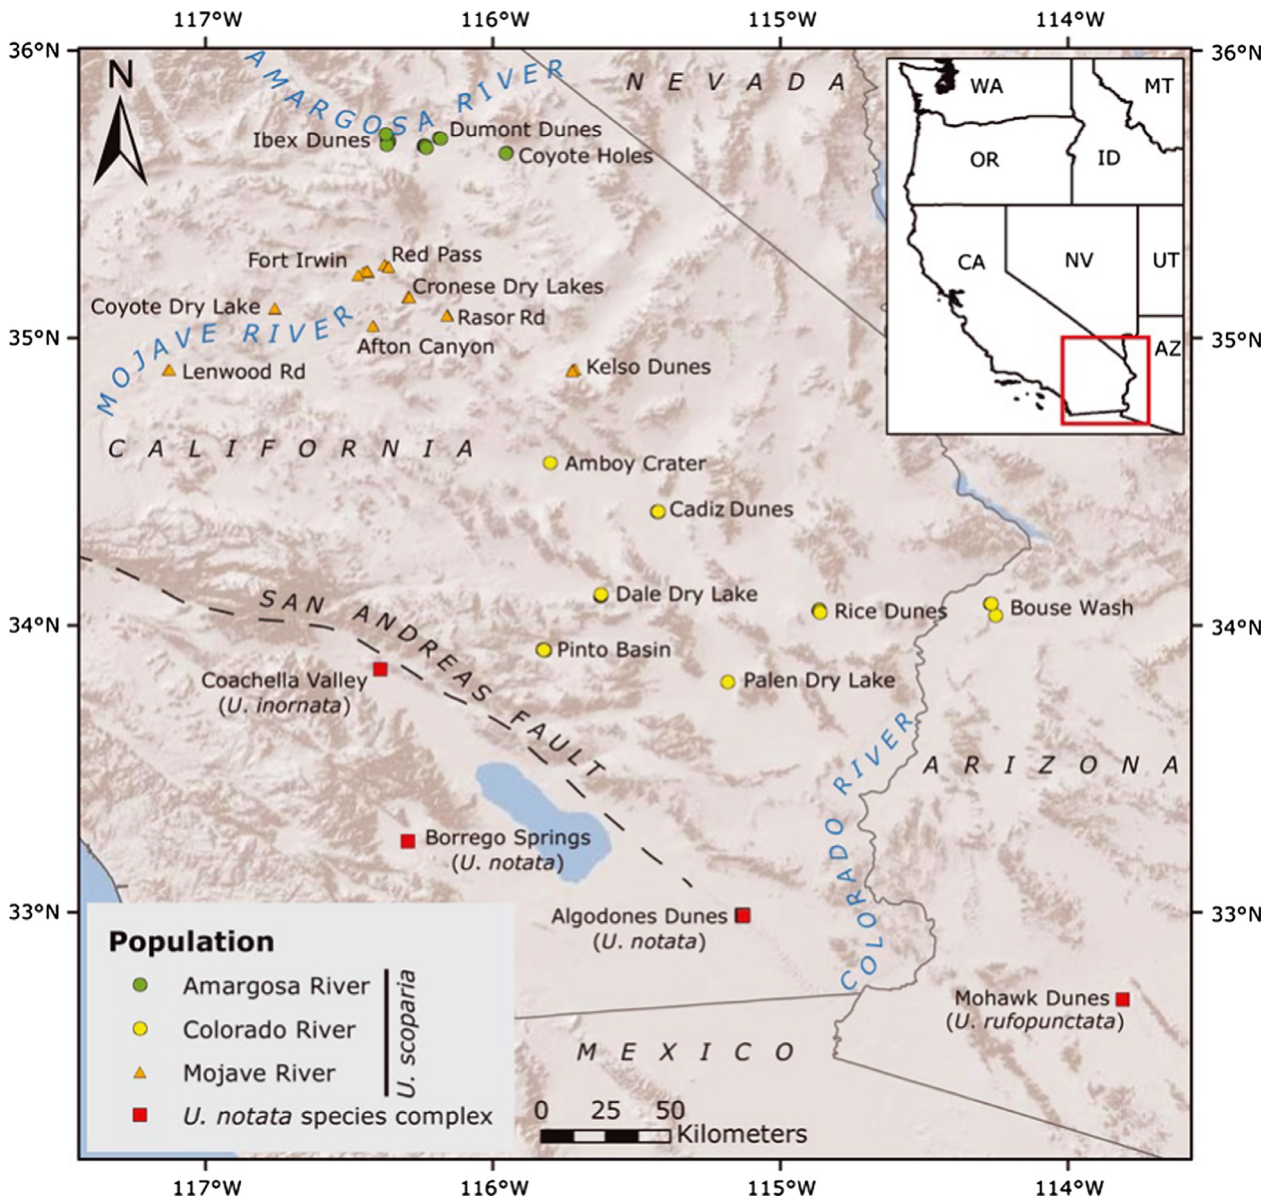 117°W 116°W 115°W 114°W
36°N 36°N
N
AMARGOSA RIVER
NEVADA
WA MT
OR ID
CA NV UT
AZ
Ibex Dunes
Dumont Dunes
Coyote Holes
Fort Irwin
Red Pass
Cronese Dry Lakes
Coyote Dry Lake
Rasor Rd
MOJAVE RIVER
Afton Canyon
35°N 35°N
Lenwood Rd
Kelso Dunes
CALIFORNIA
Amboy Crater
Cadiz Dunes
Dale Dry Lake
SAN ANDREAS FAULT
Rice Dunes
Bouse Wash
34°N 34°N
Pinto Basin
Coachella Valley
(U. inornata)
Palen Dry Lake
COLORADO RIVER
ARIZONA
Borrego Springs
(U. notata)
33°N 33°N
Algodones Dunes
(U. notata)
Mohawk Dunes
(U. rufopunctata)
MEXICO
Population
Amargosa River
Colorado River
Mojave River
U. scoparia
U. notata species complex
0 25 50
Kilometers
117°W 116°W 115°W 114°W